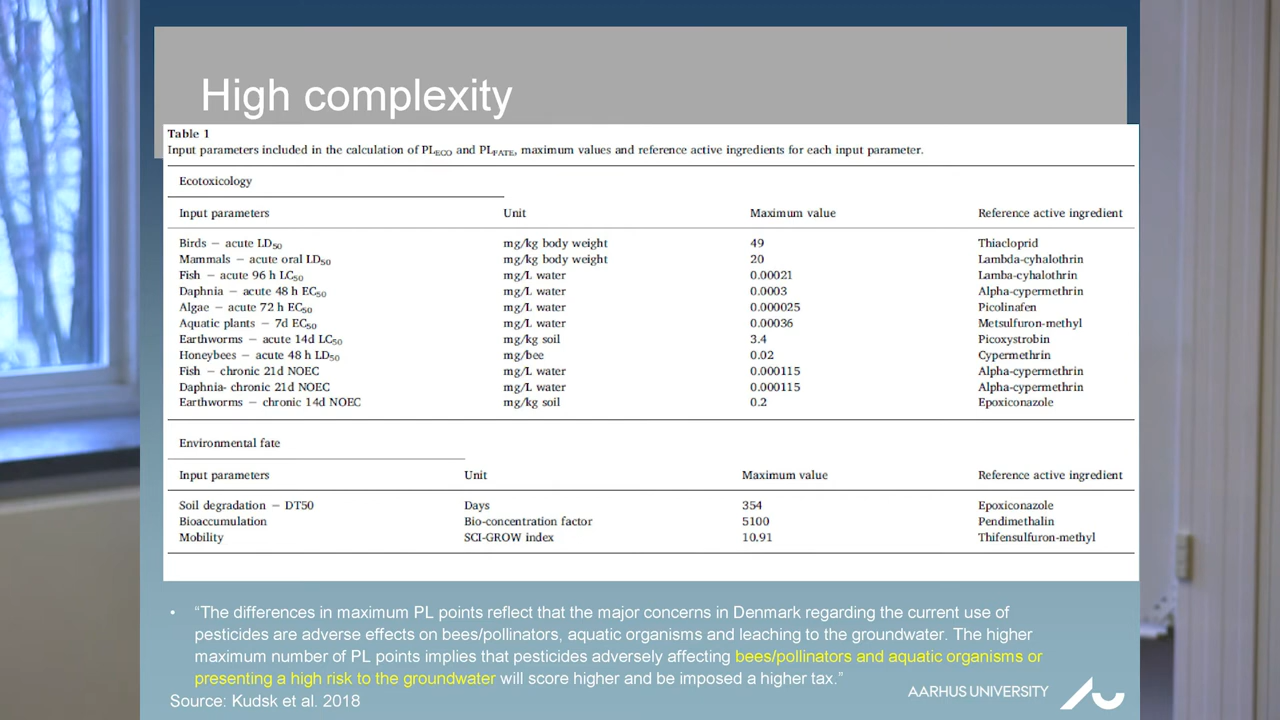 High complexity
Table 1
Input parameters included in the calculation of PLECO and PLFATE, maximum values and reference active ingredients for each input parameter.
Ecotoxicology
Input parameters Unit Maximum value Reference active ingredient
Birds − acute LD50 mg/kg body weight 49 Thiacloprid
Mammals − acute oral LD50 mg/kg body weight 20 Lambda-cyhalothrin
Fish − acute 96 h LC50 mg/L water 0.00021 Lamba-cyhalothrin
Daphnia − acute 48 h EC50 mg/L water 0.0003 Alpha-cypermethrin
Algae − acute 72 h EC50 mg/L water 0.000025 Picolinafen
Aquatic plants − 7d EC50 mg/L water 0.00036 Metsulfuron-methyl
Earthworms − acute 14d LC50 mg/kg soil 3.4 Picoxystrobin
Honeybees − acute 48 h LD50 mg/bee 0.02 Cypermethrin
Fish − chronic 21d NOEC mg/L water 0.000115 Alpha-cypermethrin
Daphnia- chronic 21d NOEC mg/L water 0.000115 Alpha-cypermethrin
Earthworms − chronic 14d NOEC mg/kg soil 0.2 Epoxiconazole
Environmental fate
Input parameters Unit Maximum value Reference active ingredient
Soil degradation − DT50 Days 354 Epoxiconazole
Bioaccumulation Bio-concentration factor 5100 Pendimethalin
Mobility SCI-GROW index 10.91 Thifensulfuron-methyl
• “The differences in maximum PL points reflect that the major concerns in Denmark regarding the current use of
pesticides are adverse effects on bees/pollinators, aquatic organisms and leaching to the groundwater. The higher
maximum number of PL points implies that pesticides adversely affecting bees/pollinators and aquatic organisms or
presenting a high risk to the groundwater will score higher and be imposed a higher tax.”
Source: Kudsk et al. 2018
AARHUS UNIVERSITY